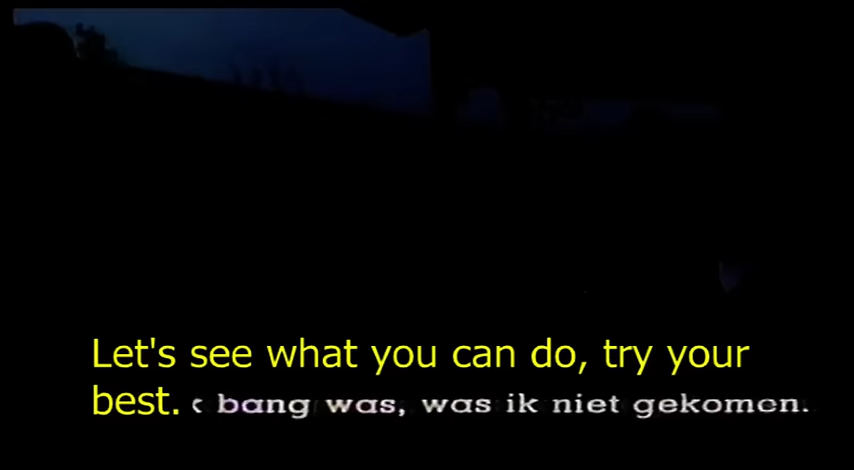 Let's see what you can do, try your
best.
bang was, was ik niet gekomen.